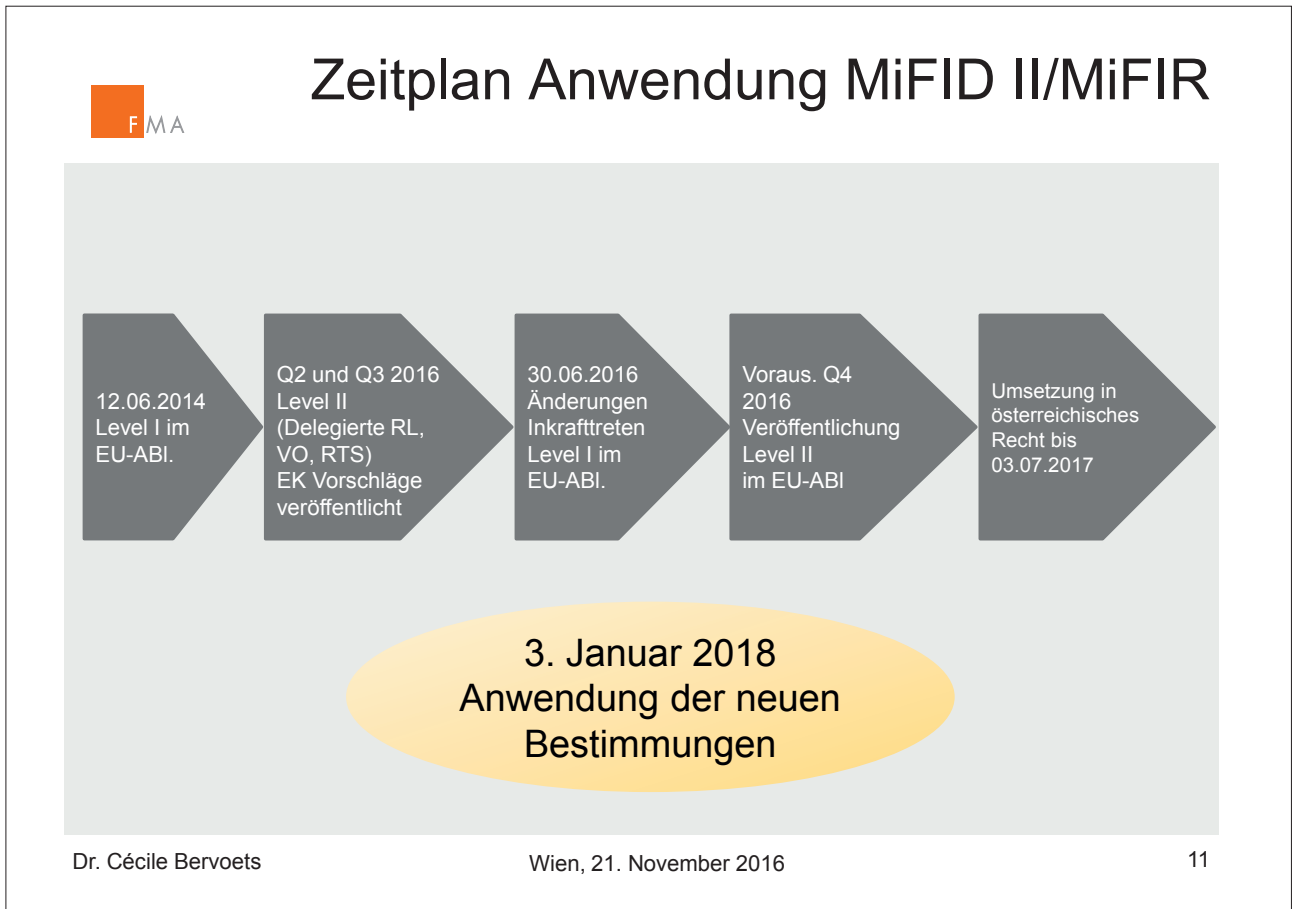 Zeitplan Anwendung MiFID II/MiFIR
FMA
12.06.2014
Level I im
EU-ABl.
Q2 und Q3 2016
Level II
(Delegierte RL,
VO, RTS)
EK Vorschläge
veröffentlicht
30.06.2016
Änderungen
Inkrafttreten
Level I im
EU-ABl.
Voraus. Q4
2016
Veröffentlichung
Level II
im EU-ABl
Umsetzung in
österreichisches
Recht bis
03.07.2017
3. Januar 2018
Anwendung der neuen
Bestimmungen
Dr. Cécile Bervoets
Wien, 21. November 2016
11